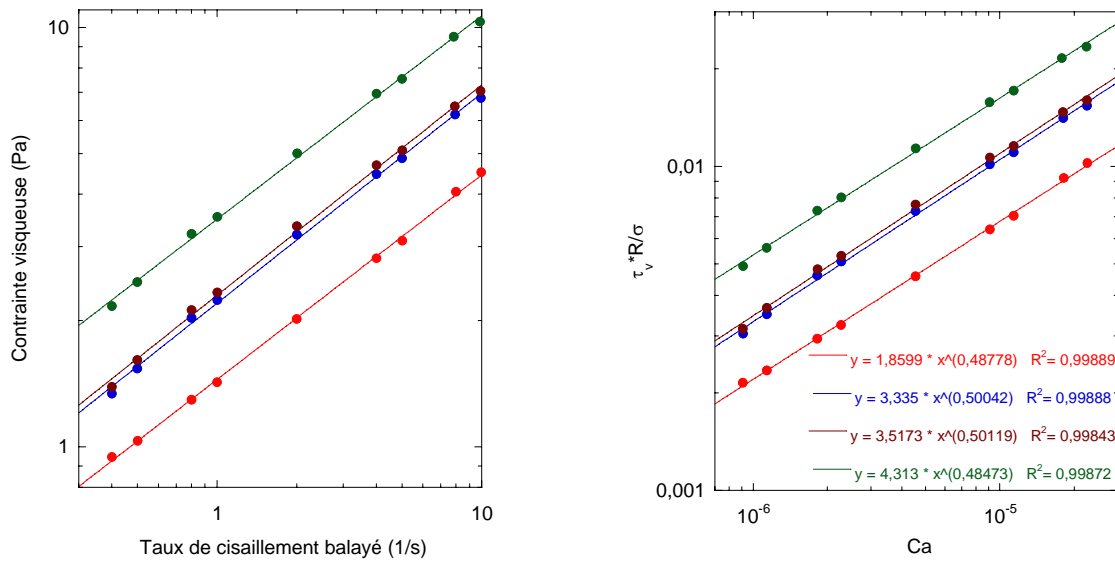 10
1
Contrainte visqueuse (Pa)
1
10
Taux de cisaillement balayé (1/s)
0,01
0,001
τ_v*R/σ
y = 1,8599 * x^(0,48778) R²= 0,99889
y = 3,335 * x^(0,50042) R²= 0,99888
y = 3,5173 * x^(0,50119) R²= 0,99843
y = 4,313 * x^(0,48473) R²= 0,99872
10⁻⁶
10⁻⁵
Ca